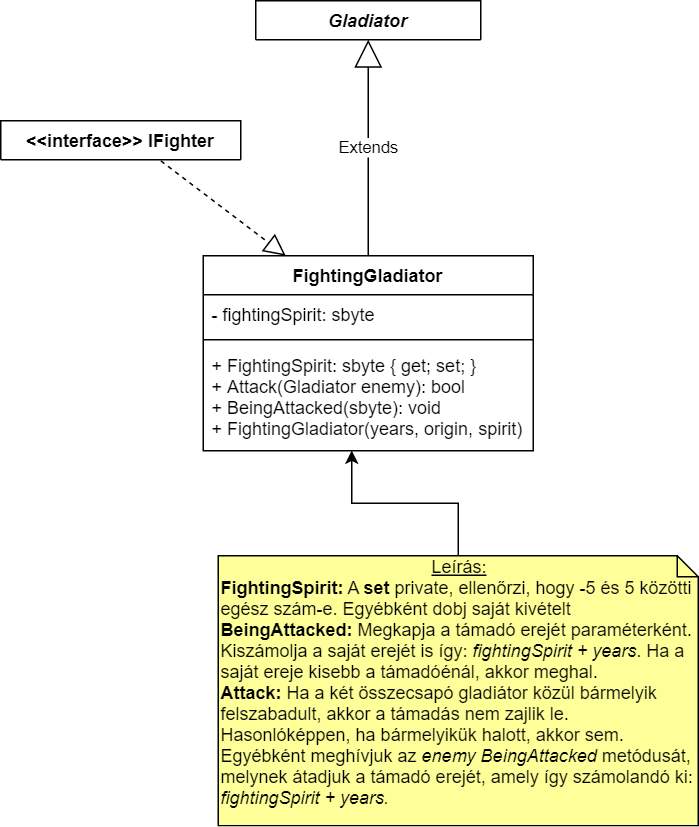 Gladiator
<<interface>> IFighter
Extends
FightingGladiator
- fightingSpirit: sbyte
+ FightingSpirit: sbyte { get; set; }
+ Attack(Gladiator enemy): bool
+ BeingAttacked(sbyte): void
+ FightingGladiator(years, origin, spirit)
Leírás:
FightingSpirit: A set private, ellenőrzi, hogy -5 és 5 közötti
egész szám-e. Egyébként dobj saját kivételt
BeingAttacked: Megkapja a támadó erejét paraméterként.
Kiszámolja a saját erejét is így: fightingSpirit + years. Ha a
saját ereje kisebb a támadóénál, akkor meghal.
Attack: Ha a két összecsapó gladiátor közül bármelyik
felszabadult, akkor a támadás nem zajlik le.
Hasonlóképpen, ha bármelyikük halott, akkor sem.
Egyébként meghívjuk az enemy BeingAttacked metódusát,
melynek átadjuk a támadó erejét, amely így számolandó ki:
fightingSpirit + years.